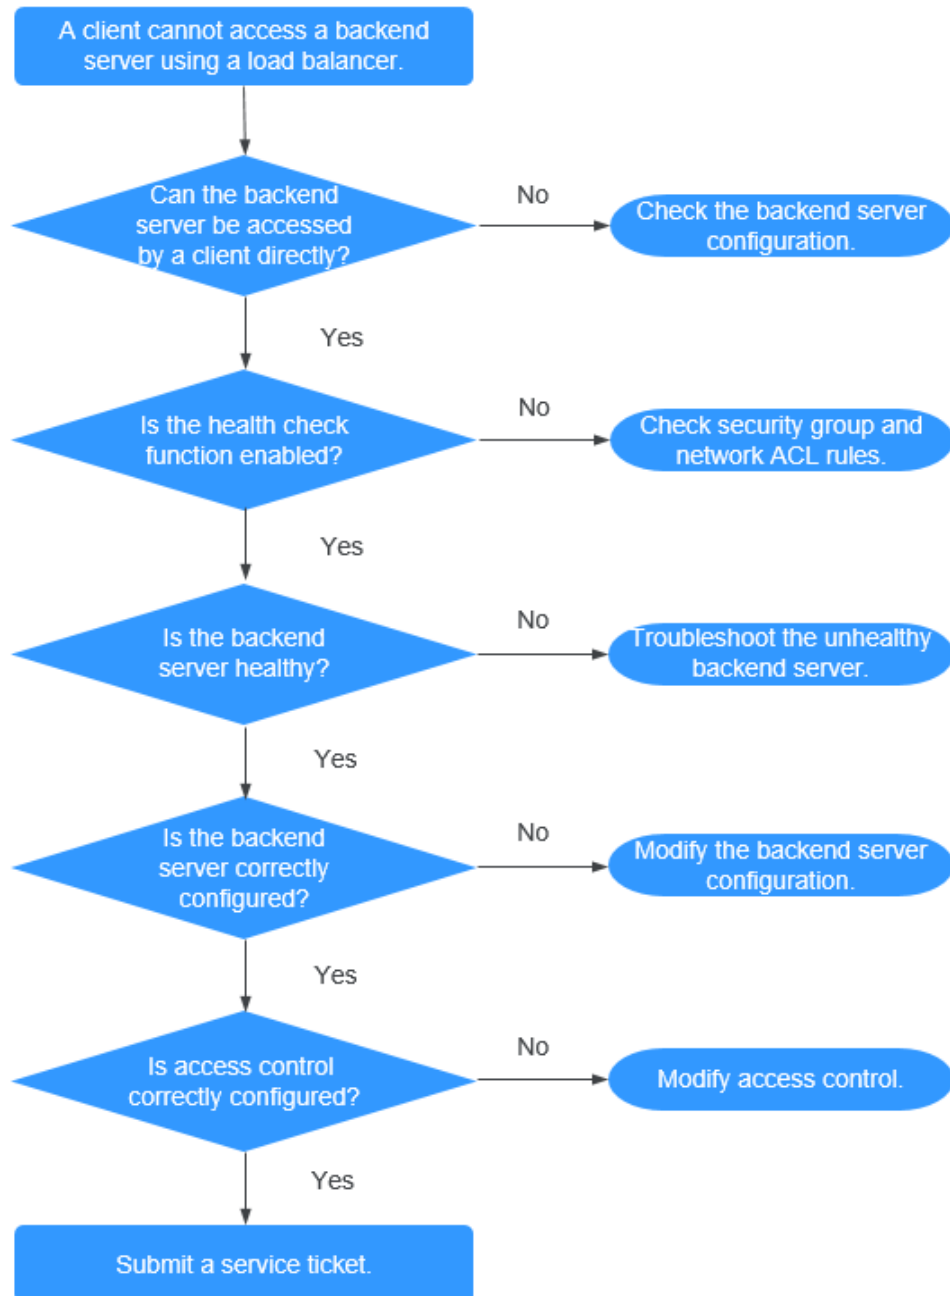 A client cannot access a backend
server using a load balancer.
Can the backend
server be accessed
by a client directly?
No
Check the backend server
configuration.
Yes
Is the health check
function enabled?
No
Check security group and
network ACL rules.
Yes
Is the backend
server healthy?
No
Troubleshoot the unhealthy
backend server.
Yes
Is the backend
server correctly
configured?
No
Modify the backend server
configuration.
Yes
Is access control
correctly configured?
No
Modify access control.
Yes
Submit a service ticket.